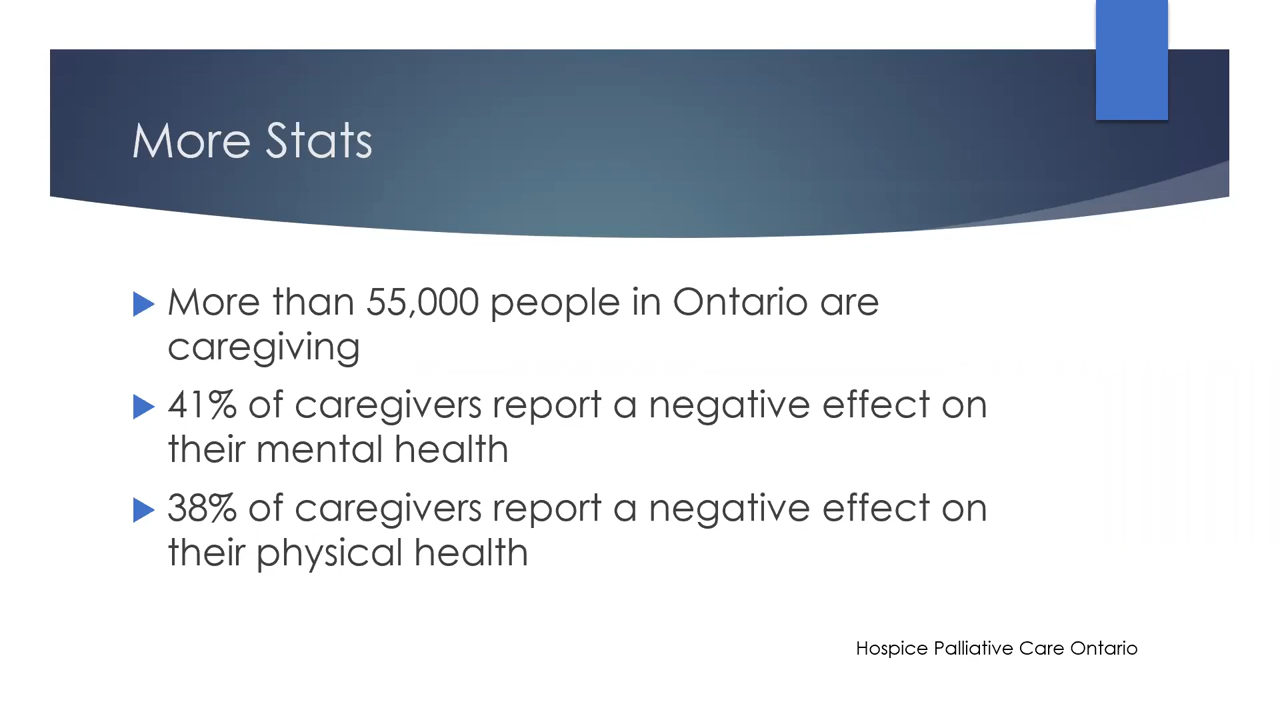 More Stats
More than 55,000 people in Ontario are
caregiving
41% of caregivers report a negative effect on
their mental health
38% of caregivers report a negative effect on
their physical health
Hospice Palliative Care Ontario